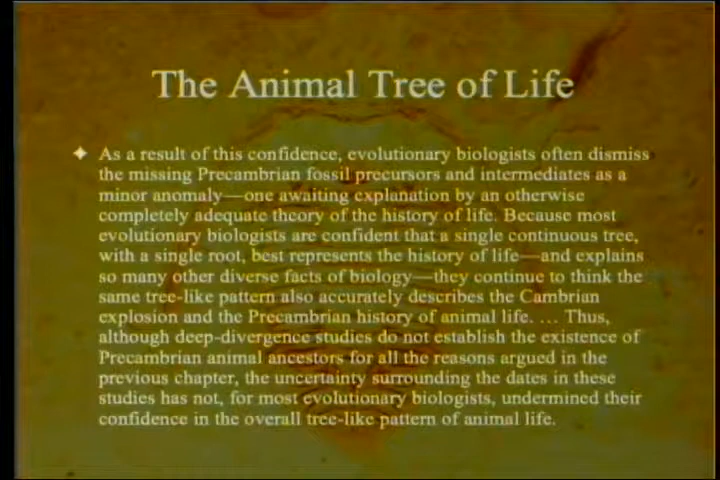 The Animal Tree of Life
As a result of this confidence, evolutionary biologists often dismiss
the missing Precambrian fossil precursors and intermediates as a
minor anomaly—one awaiting explanation by an otherwise
completely adequate theory of the history of life. Because most
evolutionary biologists are confident that a single continuous tree,
with a single root, best represents the history of life—and explains
so many other diverse facts of biology—they continue to think the
same tree-like pattern also accurately describes the Cambrian
explosion and the Precambrian history of animal life. … Thus,
although deep-divergence studies do not establish the existence of
Precambrian animal ancestors for all the reasons argued in the
previous chapter, the uncertainty surrounding the dates in these
studies has not, for most evolutionary biologists, undermined their
confidence in the overall tree-like pattern of animal life.